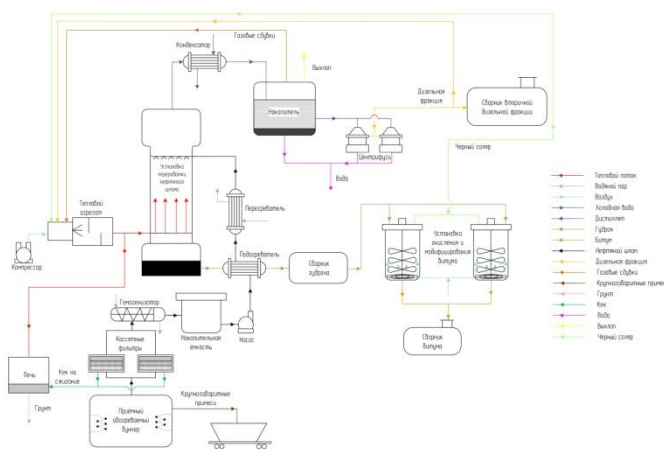 Конденсатор
Газовые сдувки
Выхлоп
Накопитель
Дизельная
фракция
Сборник вторичной
дизельной фракции
Центрифуги
Вода
Черный соляр
Установка
переработки
нефтяного
шлама
Тепловой
агрегат
Компрессор
Перегреватель
Подогреватель
Сборник
гудрона
Установка
окисления и
модифицирования
битума
Сборник
битума
Гомогенизатор
Накопительная
ёмкость
Насос
Кассетные
фильтры
Печь
Кек на
сжигание
Грунт
Приемный
обогреваемый
бункер
Крупногабаритные
примеси
Тепловой поток
Водяной пар
Воздух
Холодная вода
Дистиллят
Гудрон
Битум
Нефтяной шлам
Дизельная фракция
Газовые сдувки
Крупногабаритные примеси
Грунт
Кек
Вода
Выхлоп
Чёрный соляр